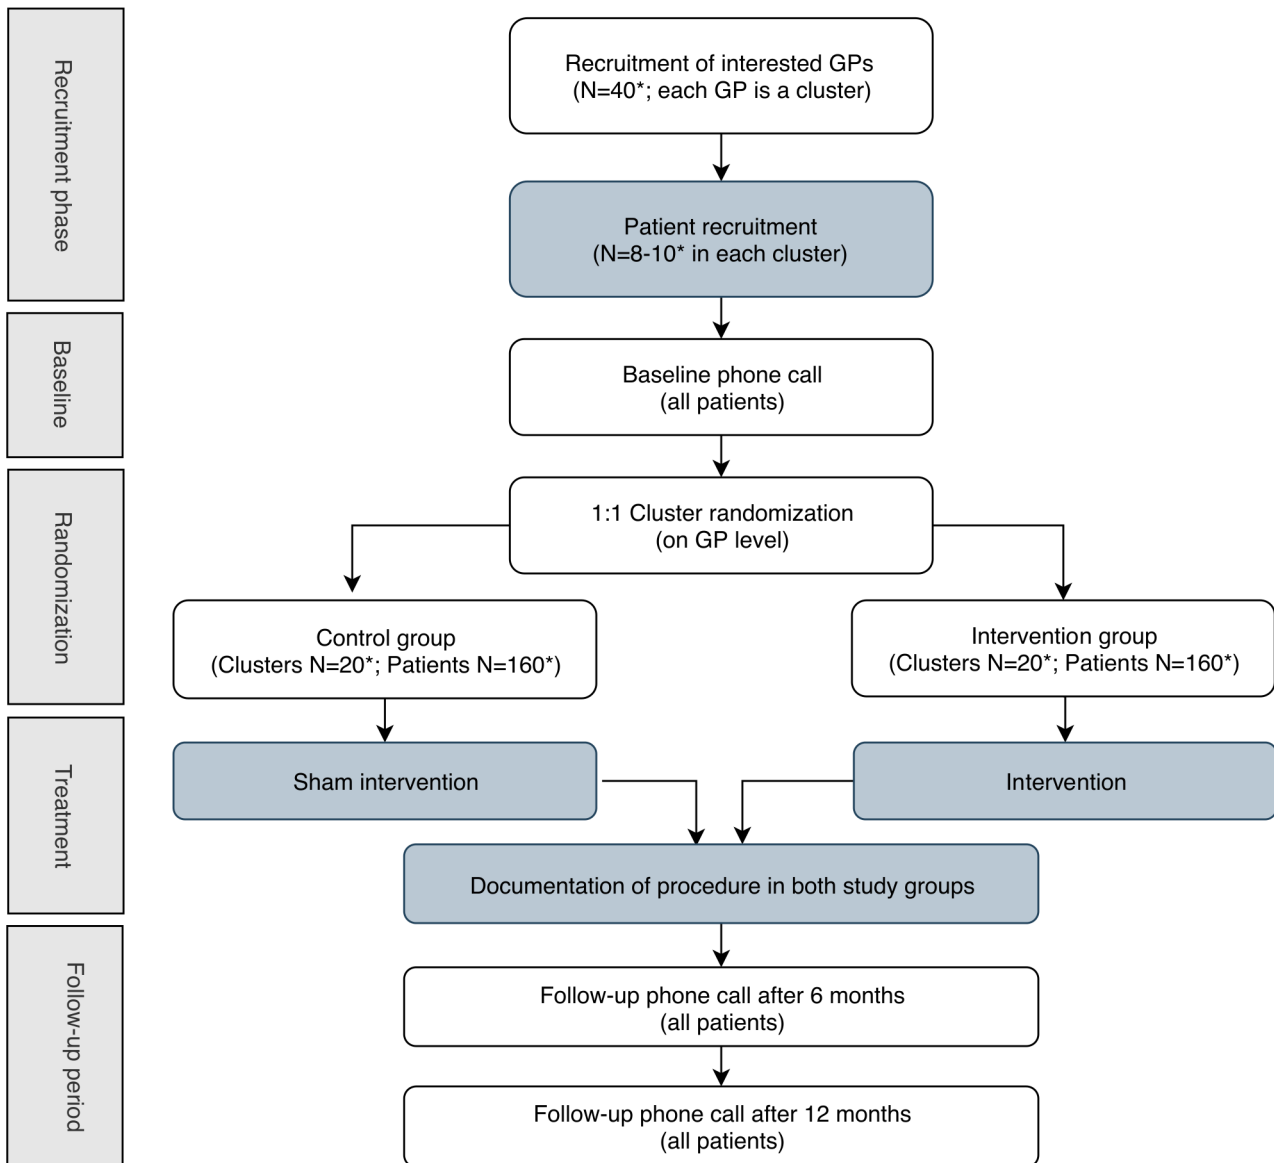 Recruitment phase
Recruitment of interested GPs
(N=40*; each GP is a cluster)
Patient recruitment
(N=8-10* in each cluster)
Baseline
Baseline phone call
(all patients)
Randomization
1:1 Cluster randomization
(on GP level)
Control group
(Clusters N=20*; Patients N=160*)
Intervention group
(Clusters N=20*; Patients N=160*)
Treatment
Sham intervention
Intervention
Documentation of procedure in both study groups
Follow-up period
Follow-up phone call after 6 months
(all patients)
Follow-up phone call after 12 months
(all patients)